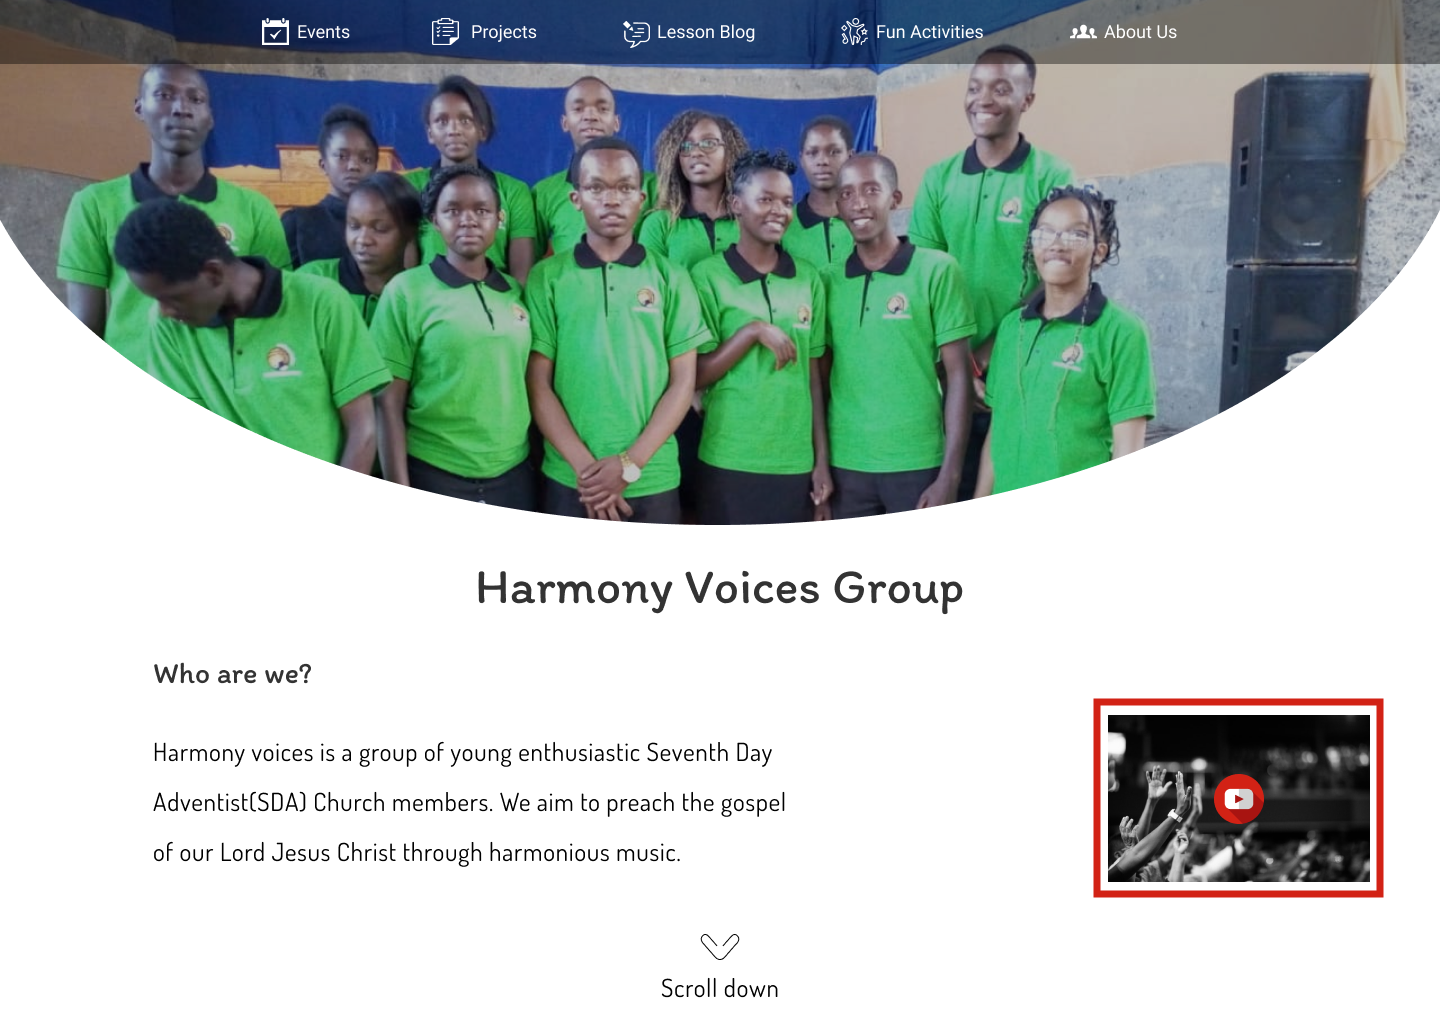 Events
Projects
Lesson Blog
Fun Activities
About Us
Harmony Voices Group
Who are we?
Harmony voices is a group of young enthusiastic Seventh Day
Adventist(SDA) Church members. We aim to preach the gospel
of our Lord Jesus Christ through harmonious music.
Scroll down